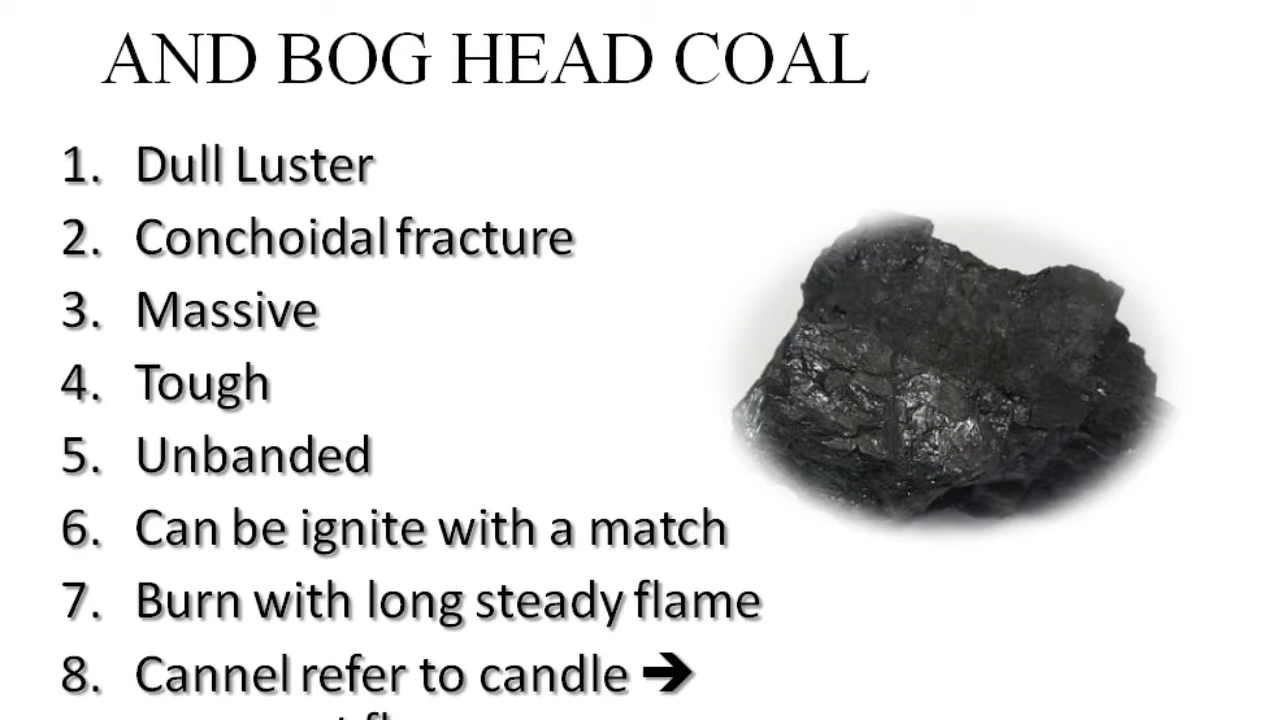 AND BOG HEAD COAL
1. Dull Luster
2. Conchoidal fracture
3. Massive
4. Tough
5. Unbanded
6. Can be ignite with a match
7. Burn with long steady flame
8. Cannel refer to candle ➔